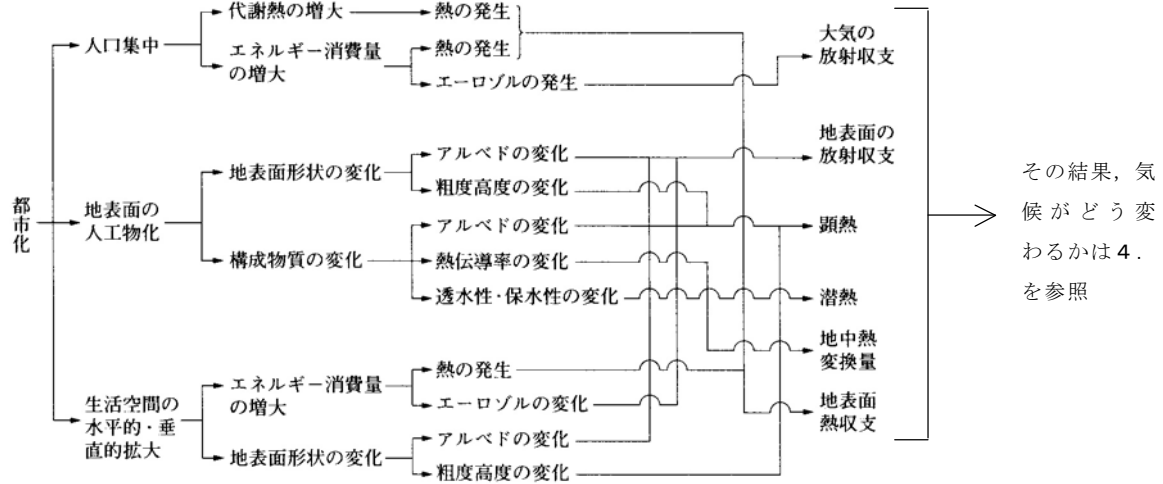 都市化
人口集中
代謝熱の増大
熱の発生
エネルギー消費量
の増大
熱の発生
エーロゾルの発生
地表面の
人工物化
地表面形状の変化
アルベドの変化
粗度高度の変化
構成物質の変化
アルベドの変化
熱伝導率の変化
透水性・保水性の変化
生活空間の
水平的・垂
直的拡大
エネルギー消費量
の増大
熱の発生
エーロゾルの変化
地表面形状の変化
アルベドの変化
粗度高度の変化
大気の
放射収支
地表面の
放射収支
顕熱
潜熱
地中熱
変換量
地表面
熱収支
その結果，気
候がどう変
わるかは４．
を参照